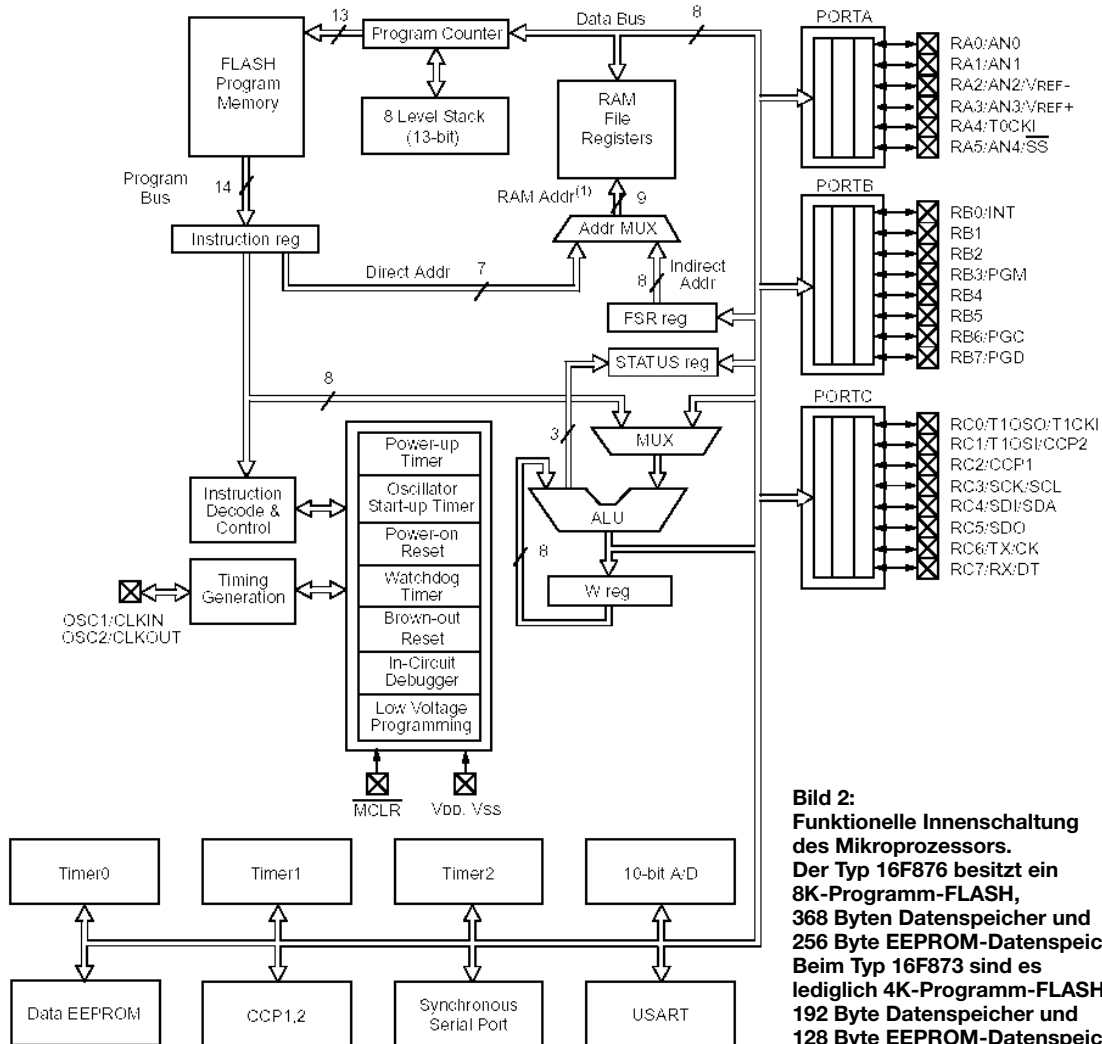 13
Data Bus
8
PORTA
FLASH
Program
Memory
Program Counter
8 Level Stack
(13-bit)
RAM
File
Registers
RA0/AN0
RA1/AN1
RA2/AN2/VREF-
RA3/AN3/VREF+
RA4/T0CKI
RA5/AN4/SS
Program
Bus
14
RAM Addr(1)
9
PORTB
Instruction reg
Addr MUX
Direct Addr
7
8
Indirect
Addr
FSR reg
RB0/INT
RB1
RB2
RB3/PGM
RB4
RB5
RB6/PGC
RB7/PGD
STATUS reg
8
3
MUX
PORTC
Power-up
Timer
Oscillator
Start-up Timer
Power-on
Reset
Watchdog
Timer
Brown-out
Reset
In-Circuit
Debugger
Low Voltage
Programming
Instruction
Decode &
Control
Timing
Generation
OSC1/CLKIN
OSC2/CLKOUT
ALU
8
W reg
RC0/T1OSO/T1CKI
RC1/T1OSI/CCP2
RC2/CCP1
RC3/SCK/SCL
RC4/SDI/SDA
RC5/SDO
RC6/TX/CK
RC7/RX/DT
MCLR
VDD, VSS
Timer0
Timer1
Timer2
10-bit A/D
Data EEPROM
CCP1,2
Synchronous
Serial Port
USART
Bild 2:
Funktionelle Innenschaltung
des Mikroprozessors.
Der Typ 16F876 besitzt ein
8K-Programm-FLASH,
368 Byten Datenspeicher und
256 Byte EEPROM-Datenspeic
Beim Typ 16F873 sind es
lediglich 4K-Programm-FLASH
192 Byte Datenspeicher und
128 Byte EEPROM-Datenspeic